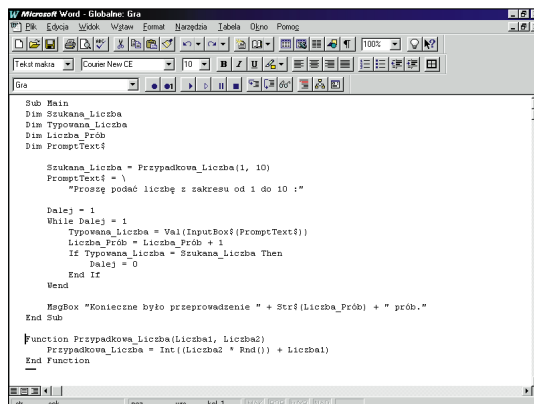 Microsoft Word - Globalne: Gra
Plik Edycja Widok Wstaw Format Narzędzia Tabela Okno Pomoc
100%
Tekst makra Courier New CE 10 B I U
Gra
Sub Main
Dim Szukana_Liczba
Dim Typowana_Liczba
Dim Liczba_Prób
Dim PromptText$
Szukana_Liczba = Przypadkowa_Liczba(1, 10)
PromptText$ = \
"Proszę podać liczbę z zakresu od 1 do 10 :"
Dalej = 1
While Dalej = 1
Typowana_Liczba = Val(InputBox$(PromptText$))
Liczba_Prób = Liczba_Prób + 1
If Typowana_Liczba = Szukana_Liczba Then
Dalej = 0
End If
Wend
MsgBox "Konieczne było przeprowadzenie " + Str$(Liczba_Prób) + " prób."
End Sub
Function Przypadkowa_Liczba(Liczba1, Liczba2)
Przypadkowa_Liczba = Int((Liczba2 * Rnd()) + Liczba1)
End Function